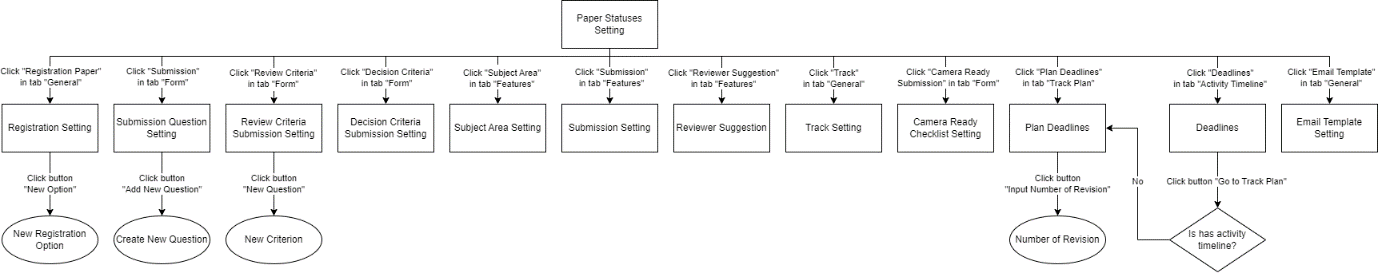 Paper Statuses
Setting
Click "Registration Paper"
in tab "General"
Click "Submission"
in tab "Form"
Click "Review Criteria"
in tab "Form"
Click "Decision Criteria"
in tab "Form"
Click "Subject Area"
in tab "Features"
Click "Submission"
in tab "Features"
Click "Reviewer Suggestion"
in tab "Features"
Click "Track"
in tab "General"
Click "Camera Ready
Submission" in tab "Form"
Click "Plan Deadlines"
in tab "Track Plan"
Click "Deadlines"
in tab "Activity Timeline"
Click "Email Template"
in tab "General"
Registration Setting
Submission Question
Setting
Review Criteria
Submission Setting
Decision Criteria
Submission Setting
Subject Area Setting
Submission Setting
Reviewer Suggestion
Track Setting
Camera Ready
Checklist Setting
Plan Deadlines
Deadlines
Email Template
Setting
Click button
"New Option"
Click button
"Add New Question"
Click button
"New Question"
Click button
"Input Number of Revision"
No
Click button "Go to Track Plan"
New Registration
Option
Create New Question
New Criterion
Number of Revision
Is has activity
timeline?